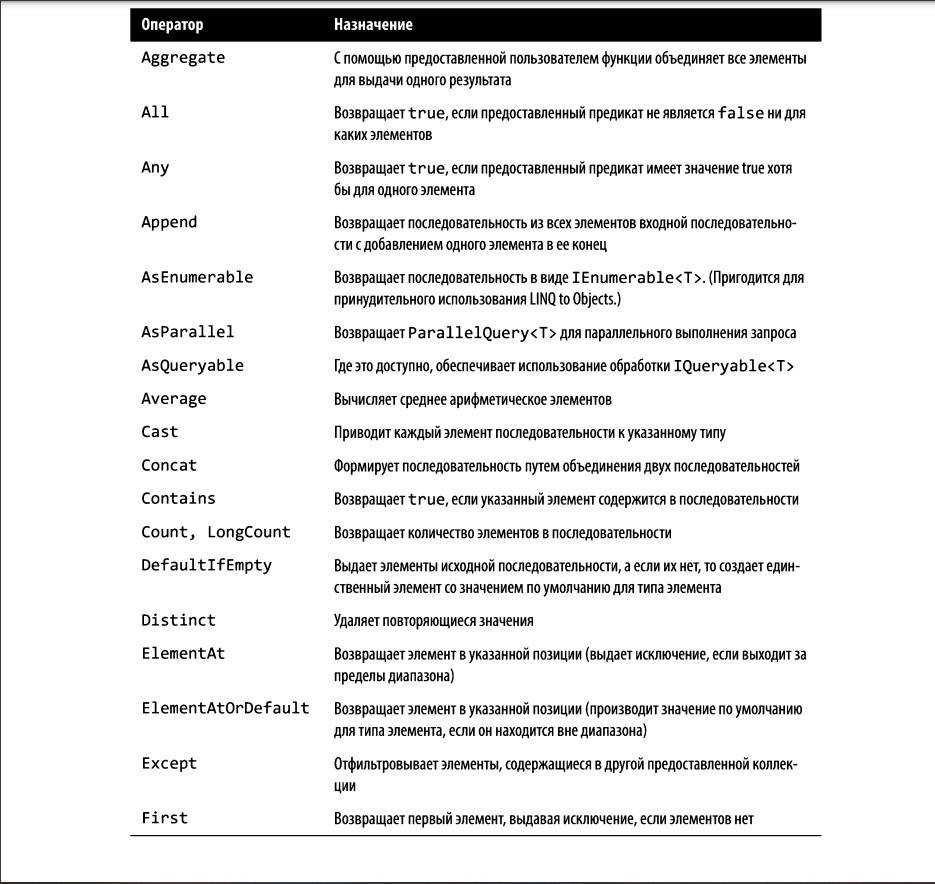 Оператор Назначение
Aggregate С помощью предоставленной пользователем функции объединяет все элементы
для выдачи одного результата
All Возвращает true, если предоставленный предикат не является false ни для
каких элементов
Any Возвращает true, если предоставленный предикат имеет значение true хотя
бы для одного элемента
Append Возвращает последовательность из всех элементов входной последовательно-
сти с добавлением одного элемента в ее конец
AsEnumerable Возвращает последовательность в виде IEnumerable<T>. (Пригодится для
принудительного использования LINQ to Objects.)
AsParallel Возвращает ParallelQuery<T> для параллельного выполнения запроса
AsQueryable Где это доступно, обеспечивает использование обработки IQueryable<T>
Average Вычисляет среднее арифметическое элементов
Cast Приводит каждый элемент последовательности к указанному типу
Concat Формирует последовательность путем объединения двух последовательностей
Contains Возвращает true, если указанный элемент содержится в последовательности
Count, LongCount Возвращает количество элементов в последовательности
DefaultIfEmpty Выдает элементы исходной последовательности, а если их нет, то создает един-
ственный элемент со значением по умолчанию для типа элемента
Distinct Удаляет повторяющиеся значения
ElementAt Возвращает элемент в указанной позиции (выдает исключение, если выходит за
пределы диапазона)
ElementAtOrDefault Возвращает элемент в указанной позиции (производит значение по умолчанию
для типа элемента, если он находится вне диапазона)
Except Отфильтровывает элементы, содержащиеся в другой предоставленной коллек-
ции
First Возвращает первый элемент, выдавая исключение, если элементов нет